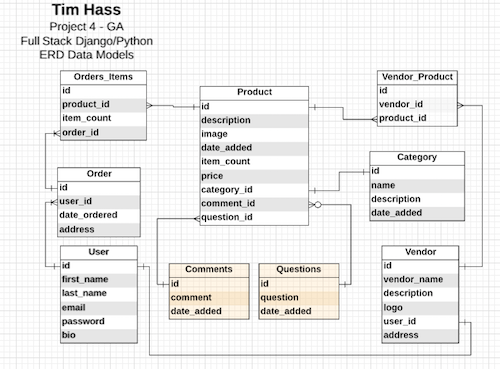 Tim Hass
Project 4 - GA
Full Stack Django/Python
ERD Data Models
Orders_Items
id
product_id
item_count
order_id
Product
id
description
image
date_added
item_count
price
category_id
comment_id
question_id
Vendor_Product
id
vendor_id
product_id
Category
id
name
description
date_added
Order
id
user_id
date_ordered
address
User
id
first_name
last_name
email
password
bio
Comments
id
comment
date_added
Questions
id
question
date_added
Vendor
id
vendor_name
description
logo
user_id
address